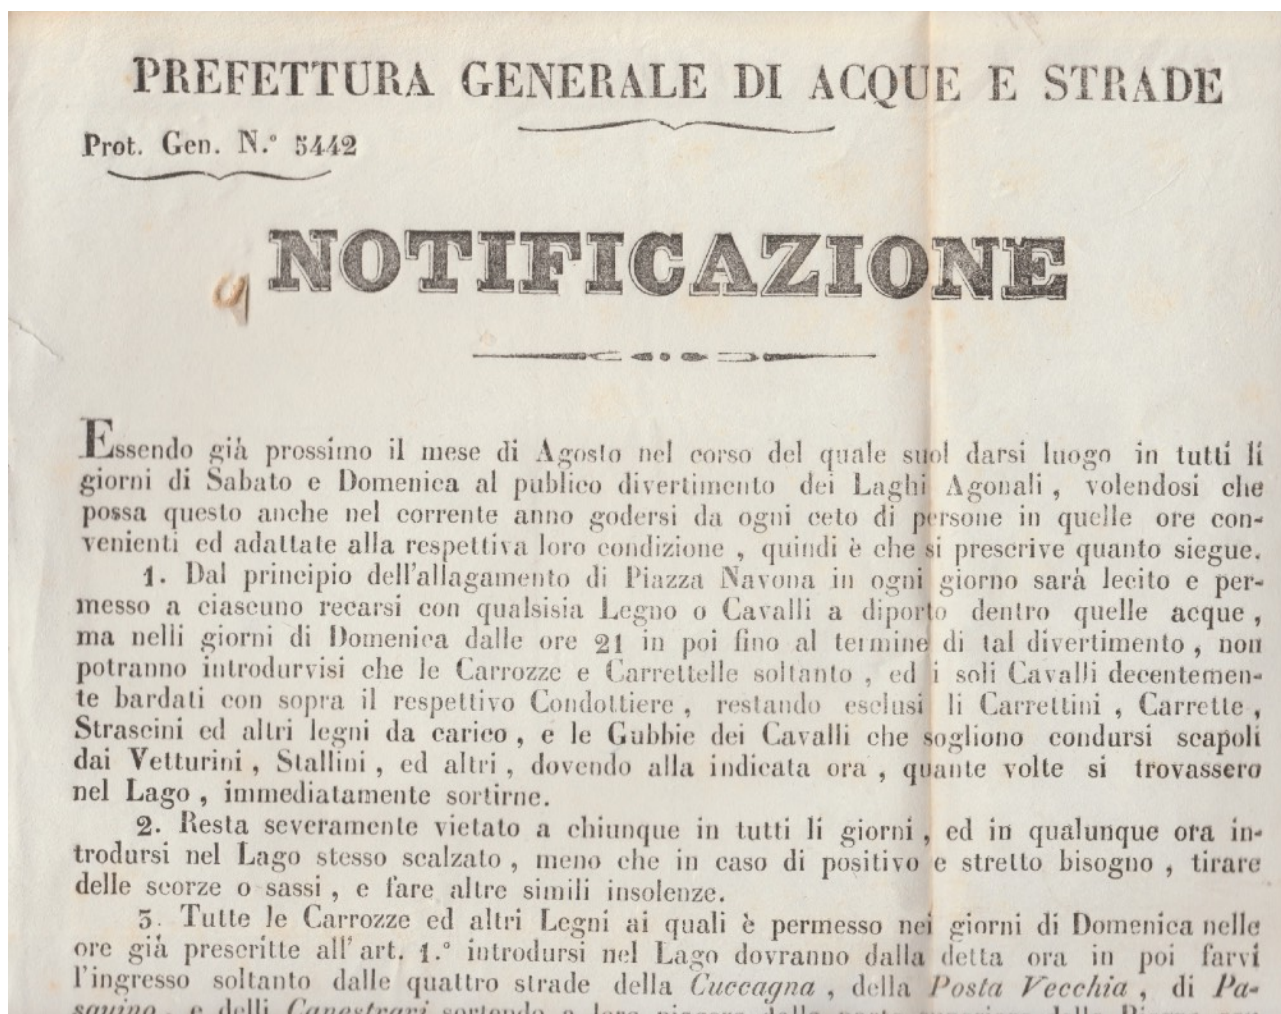 PREFETTURA GENERALE DI ACQUE E STRADE
Prot. Gen. N.° 5442
NOTIFICAZIONE
Essendo già prossimo il mese di Agosto nel corso del quale suol darsi luogo in tutti li
giorni di Sabato e Domenica al publico divertimento dei Laghi Agonali, volendosi che
possa questo anche nel corrente anno godersi da ogni ceto di persone in quelle ore con-
venienti ed adattate alla respettiva loro condizione, quindi è che si prescrive quanto siegue.
1. Dal principio dell'allagamento di Piazza Navona in ogni giorno sarà lecito e per-
messo a ciascuno recarsi con qualsisia Legno o Cavalli a diporto dentro quelle acque,
ma nelli giorni di Domenica dalle ore 21 in poi fino al termine di tal divertimento, non
potranno introdurvisi che le Carrozze e Carrettelle soltanto, ed i soli Cavalli decentemen-
te bardati con sopra il respettivo Condottiere, restando esclusi li Carrettini, Carrette,
Strascini ed altri legni da carico, e le Gubbie dei Cavalli che sogliono condursi scapoli
dai Vetturini, Stallini, ed altri, dovendo alla indicata ora, quante volte si trovassero
nel Lago, immediatamente sortirne.
2. Resta severamente vietato a chiunque in tutti li giorni, ed in qualunque ora in-
trodursi nel Lago stesso scalzato, meno che in caso di positivo e stretto bisogno, tirare
delle scorze o sassi, e fare altre simili insolenze.
3. Tutte le Carrozze ed altri Legni ai quali è permesso nei giorni di Domenica nelle
ore già prescritte all'art. 1.° introdursi nel Lago dovranno dalla detta ora in poi farvi
l'ingresso soltanto dalle quattro strade della Cuccagna, della Posta Vecchia, di Pa-
squino, e delli Canestrari sortendo a loro piacere dalla